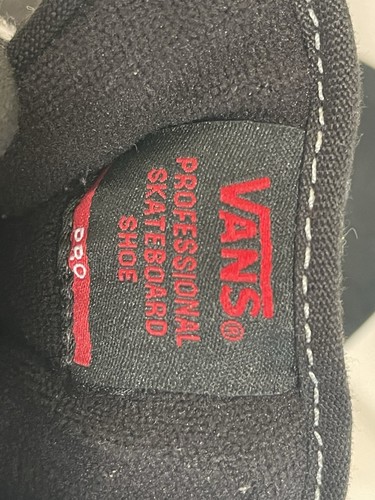 VANS®
PROFESSIONAL
SKATEBOARD
SHOE
PRO